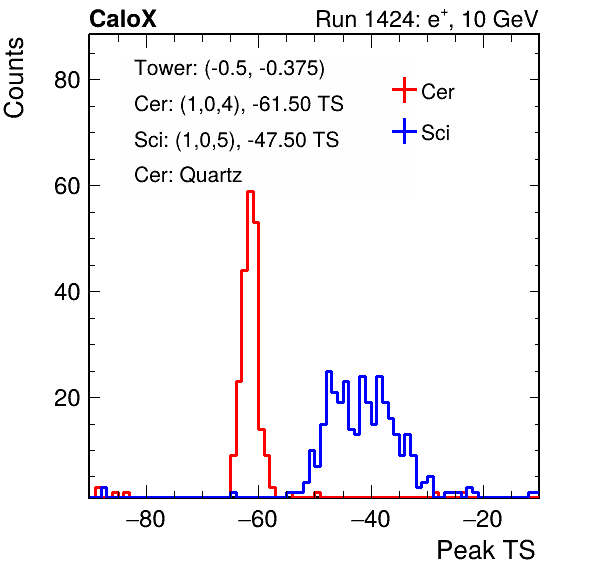 CaloX Run 1424: e⁺, 10 GeV
Counts
Tower: (-0.5, -0.375)
Cer: (1,0,4), -61.50 TS
Sci: (1,0,5), -47.50 TS
Cer: Quartz
Cer
Sci
80
60
40
20
−80 −60 −40 −20
Peak TS